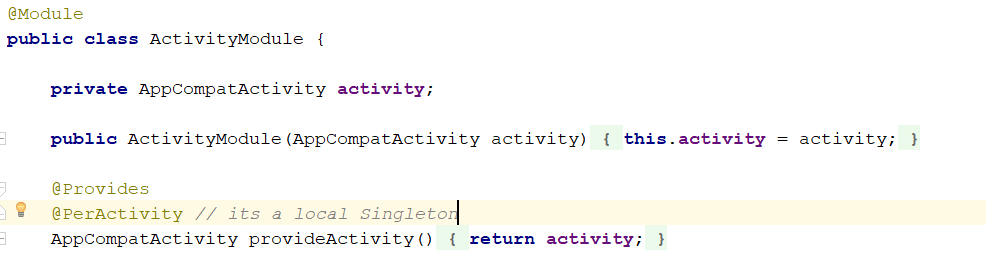 @Module
public class ActivityModule {
private AppCompatActivity activity;
public ActivityModule(AppCompatActivity activity) { this.activity = activity; }
@Provides
@PerActivity // its a local Singleton
AppCompatActivity provideActivity() { return activity; }